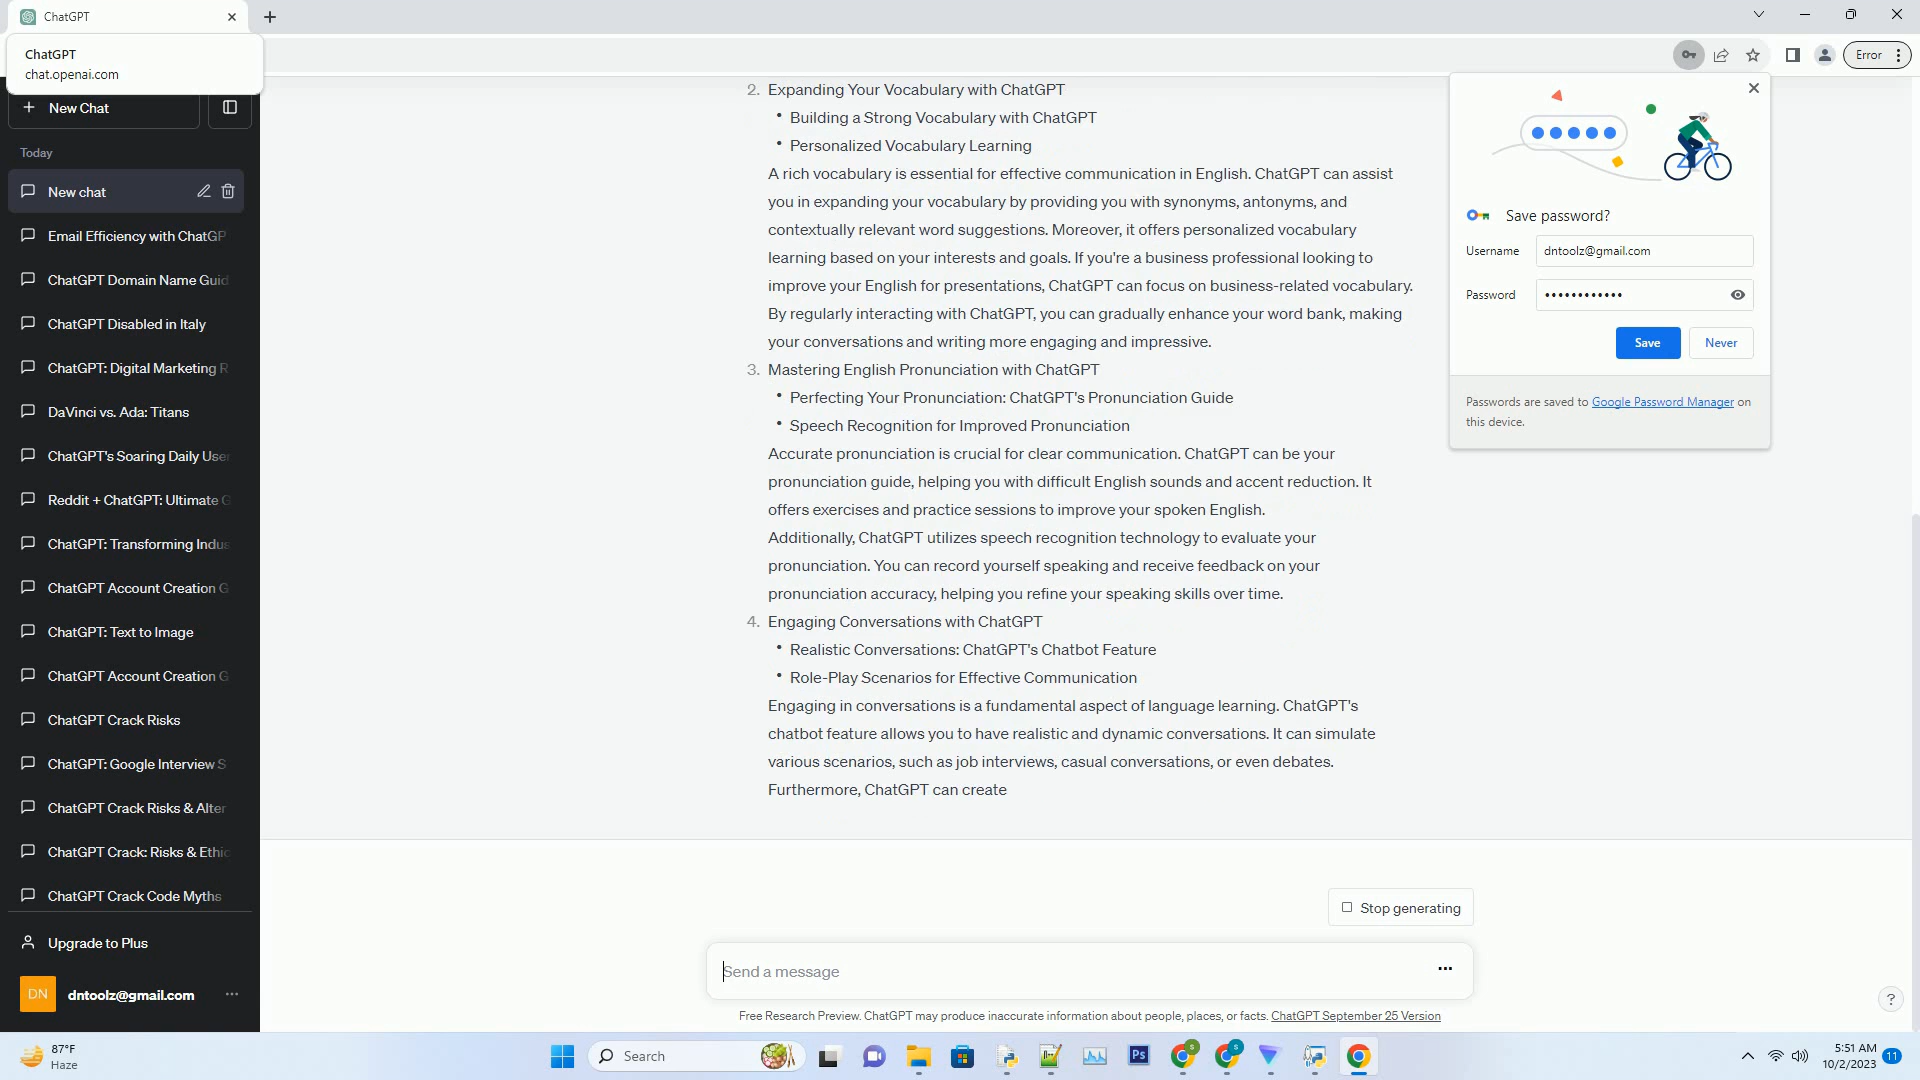 ChatGPT
ChatGPT
chat.openai.com
Error
New Chat
Today
New chat
Email Efficiency with ChatGP
ChatGPT Domain Name Guid
ChatGPT Disabled in Italy
ChatGPT: Digital Marketing R
DaVinci vs. Ada: Titans
ChatGPT's Soaring Daily User
Reddit + ChatGPT: Ultimate G
ChatGPT: Transforming Indus
ChatGPT Account Creation G
ChatGPT: Text to Image
ChatGPT Account Creation G
ChatGPT Crack Risks
ChatGPT: Google Interview S
ChatGPT Crack Risks & Alter
ChatGPT Crack: Risks & Ethic
ChatGPT Crack Code Myths
Upgrade to Plus
DN
dntoolz@gmail.com
2. Expanding Your Vocabulary with ChatGPT
• Building a Strong Vocabulary with ChatGPT
• Personalized Vocabulary Learning
A rich vocabulary is essential for effective communication in English. ChatGPT can assist
you in expanding your vocabulary by providing you with synonyms, antonyms, and
contextually relevant word suggestions. Moreover, it offers personalized vocabulary
learning based on your interests and goals. If you're a business professional looking to
improve your English for presentations, ChatGPT can focus on business-related vocabulary.
By regularly interacting with ChatGPT, you can gradually enhance your word bank, making
your conversations and writing more engaging and impressive.
3. Mastering English Pronunciation with ChatGPT
• Perfecting Your Pronunciation: ChatGPT's Pronunciation Guide
• Speech Recognition for Improved Pronunciation
Accurate pronunciation is crucial for clear communication. ChatGPT can be your
pronunciation guide, helping you with difficult English sounds and accent reduction. It
offers exercises and practice sessions to improve your spoken English.
Additionally, ChatGPT utilizes speech recognition technology to evaluate your
pronunciation. You can record yourself speaking and receive feedback on your
pronunciation accuracy, helping you refine your speaking skills over time.
4. Engaging Conversations with ChatGPT
• Realistic Conversations: ChatGPT's Chatbot Feature
• Role-Play Scenarios for Effective Communication
Engaging in conversations is a fundamental aspect of language learning. ChatGPT's
chatbot feature allows you to have realistic and dynamic conversations. It can simulate
various scenarios, such as job interviews, casual conversations, or even debates.
Furthermore, ChatGPT can create
Stop generating
Send a message
Free Research Preview. ChatGPT may produce inaccurate information about people, places, or facts. ChatGPT September 25 Version
?
Save password?
Username dntoolz@gmail.com
Password ••••••••••••
Save Never
Passwords are saved to Google Password Manager on
this device.
87°F
Haze
Search
Ps
5:51 AM
10/2/2023
11